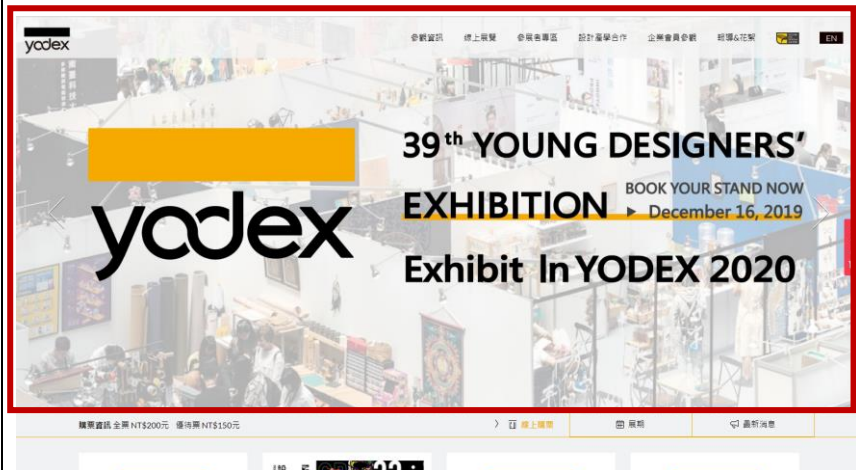 yodex
參觀資訊 線上展覽 參展者專區 設計產學合作 企業會員參觀 報導&花絮 EN
39th YOUNG DESIGNERS'
EXHIBITION
BOOK YOUR STAND NOW
▶ December 16, 2019
yodex
Exhibit In YODEX 2020
購票資訊 全票 NT$200元 優待票 NT$150元
線上購票 展期 最新消息